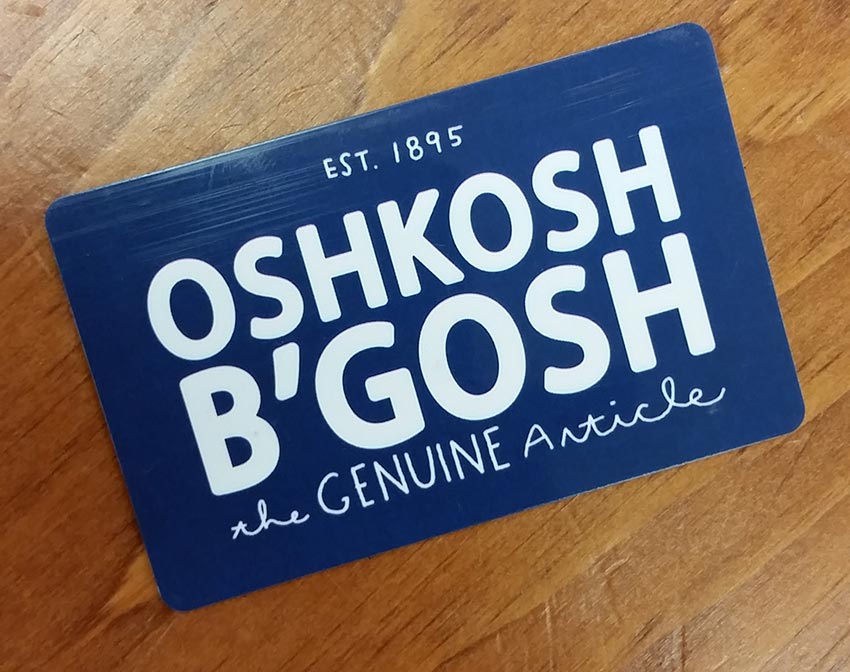 EST. 1895
OSHKOSH
B'GOSH
the GENUINE Article